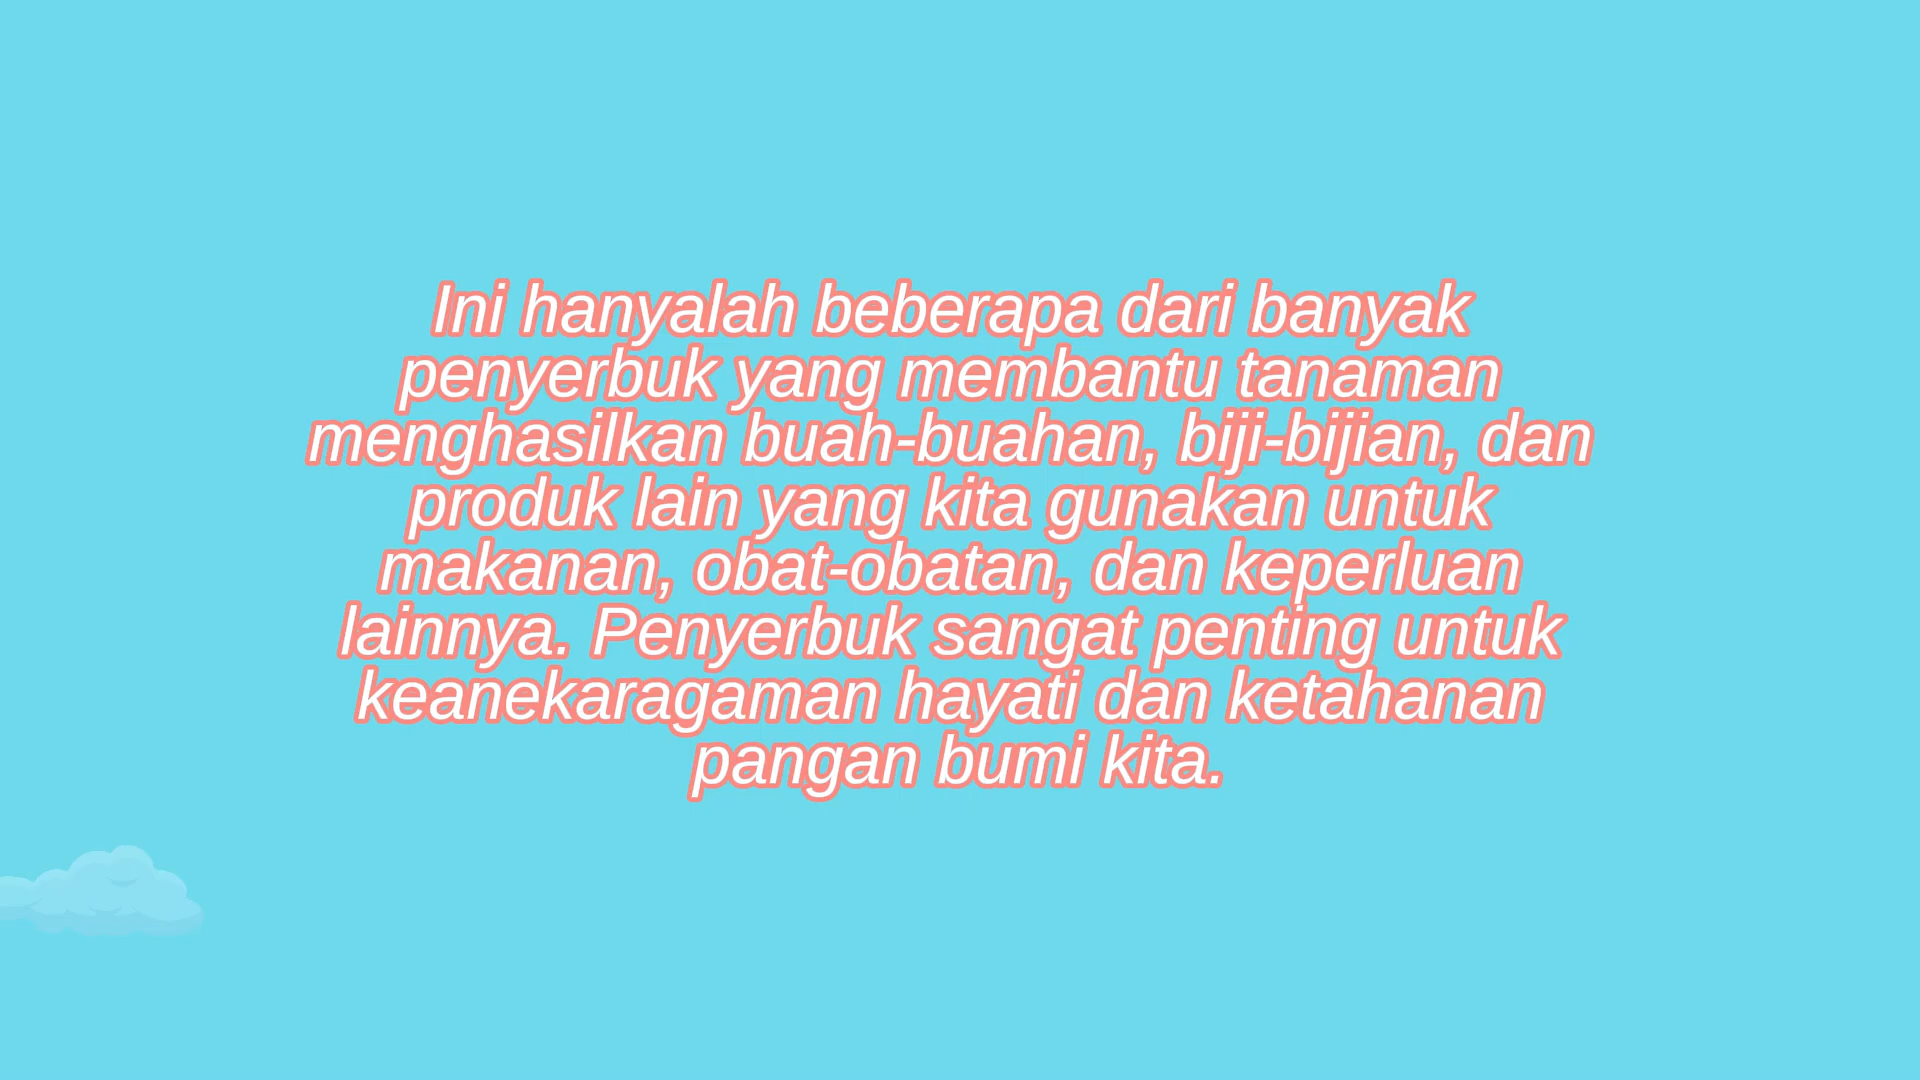 Ini hanyalah beberapa dari banyak
penyerbuk yang membantu tanaman
menghasilkan buah-buahan, biji-bijian, dan
produk lain yang kita gunakan untuk
makanan, obat-obatan, dan keperluan
lainnya. Penyerbuk sangat penting untuk
keanekaragaman hayati dan ketahanan
pangan bumi kita.